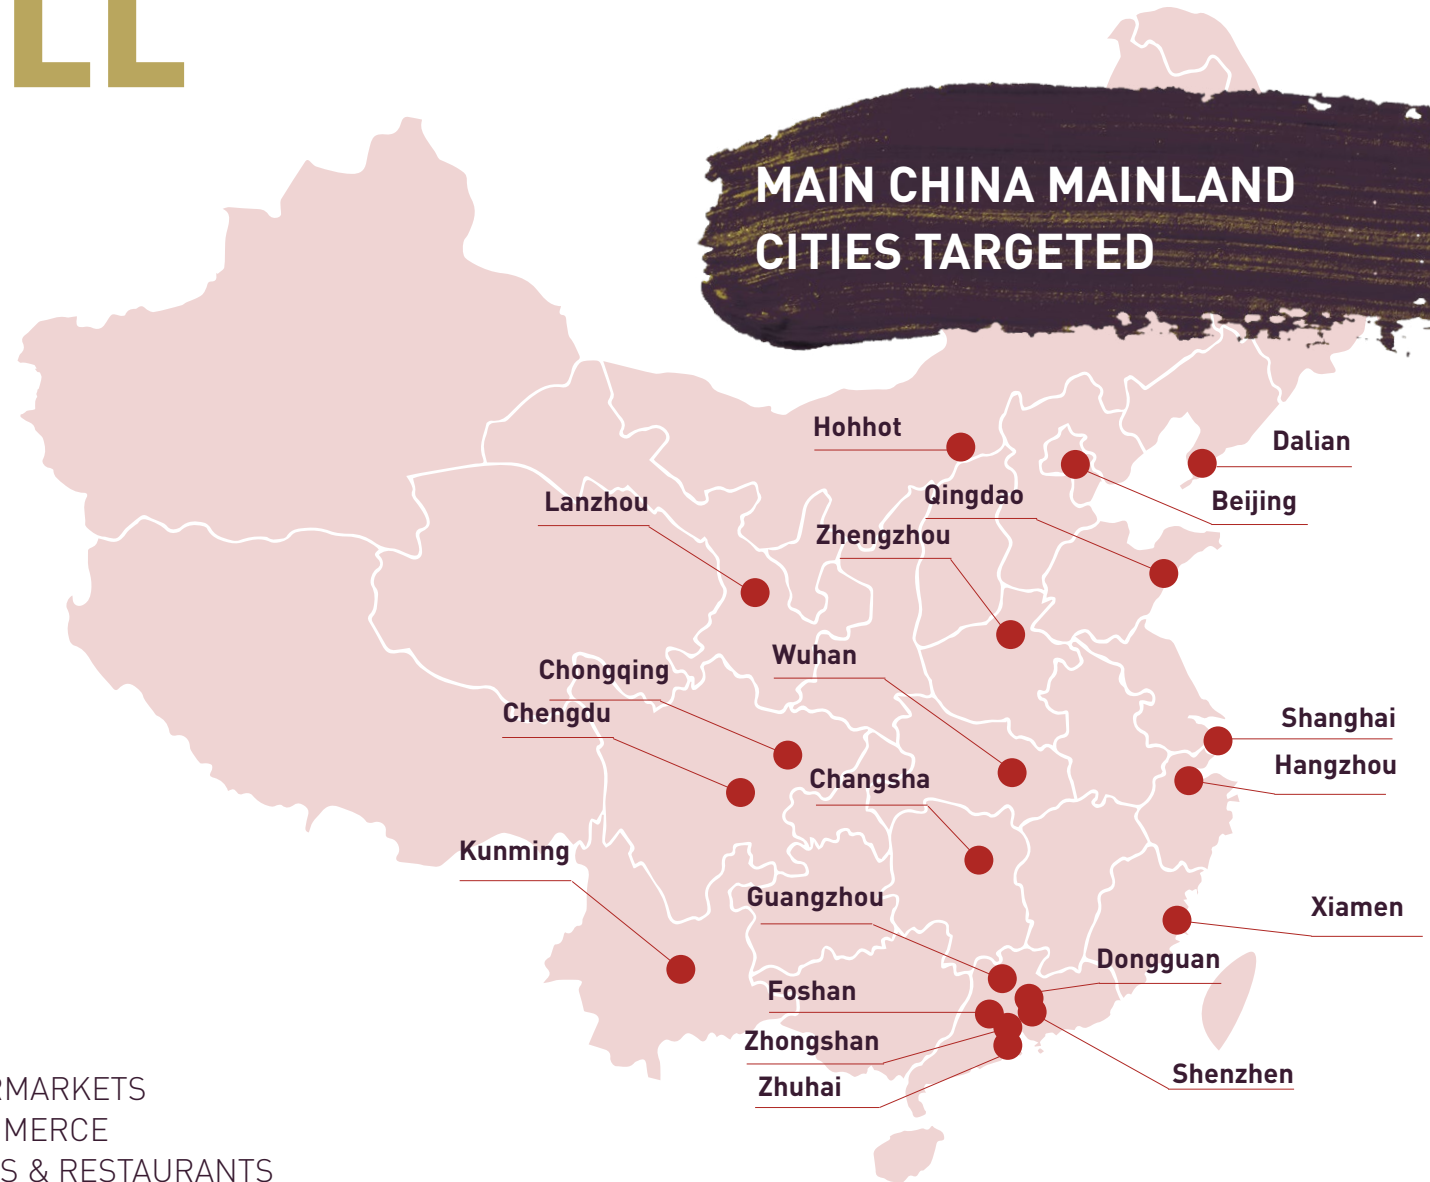 LL
MAIN CHINA MAINLAND
CITIES TARGETED
Hohhot
Dalian
Lanzhou
Qingdao
Beijing
Zhengzhou
Wuhan
Chongqing
Chengdu
Shanghai
Hangzhou
Changsha
Kunming
Guangzhou
Xiamen
Dongguan
Foshan
Zhongshan
Shenzhen
Zhuhai
RMARKETS
MERCE
S & RESTAURANTS